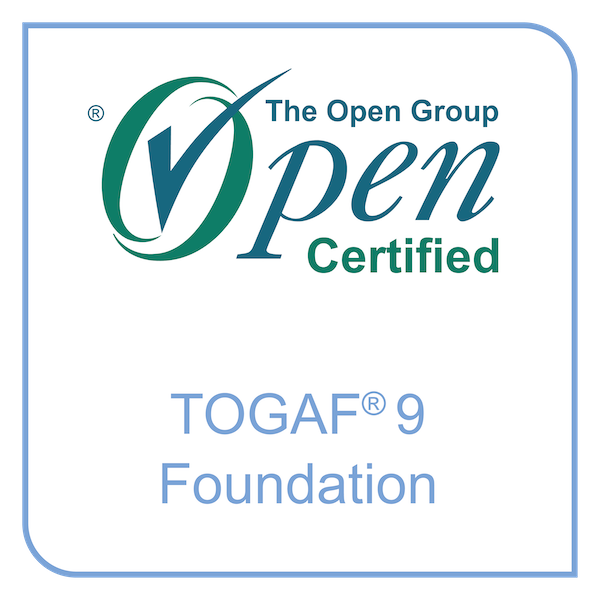 ®
The Open Group
Open
Certified
TOGAF® 9
Foundation